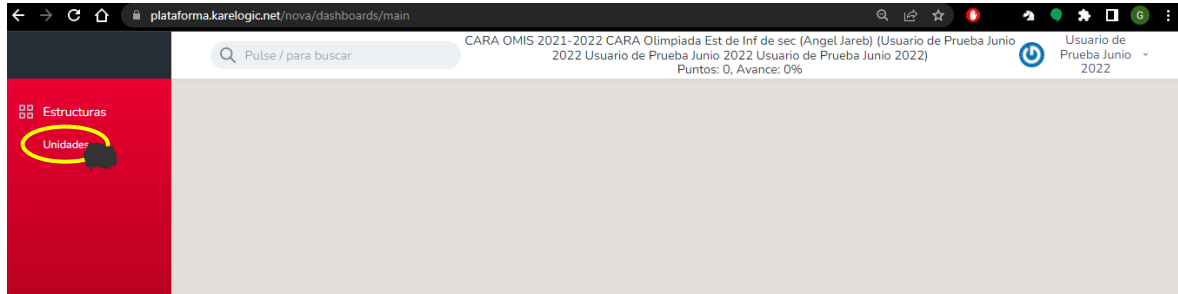 plataforma.karelogic.net/nova/dashboards/main
G
Pulse / para buscar
CARA OMIS 2021-2022 CARA Olimpiada Est de Inf de sec (Angel Jareb) (Usuario de Prueba Junio
2022 Usuario de Prueba Junio 2022 Usuario de Prueba Junio 2022)
Puntos: 0, Avance: 0%
Usuario de
Prueba Junio
2022
Estructuras
Unidades